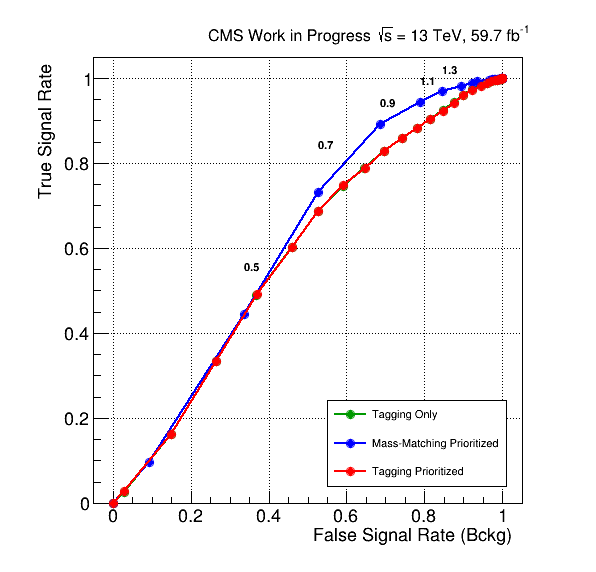 CMS Work in Progress √s = 13 TeV, 59.7 fb⁻¹
True Signal Rate
1
0.8
0.6
0.4
0.2
0
1.3
1.1
0.9
0.7
0.5
Tagging Only
Mass-Matching Prioritized
Tagging Prioritized
0 0.2 0.4 0.6 0.8 1
False Signal Rate (Bckg)